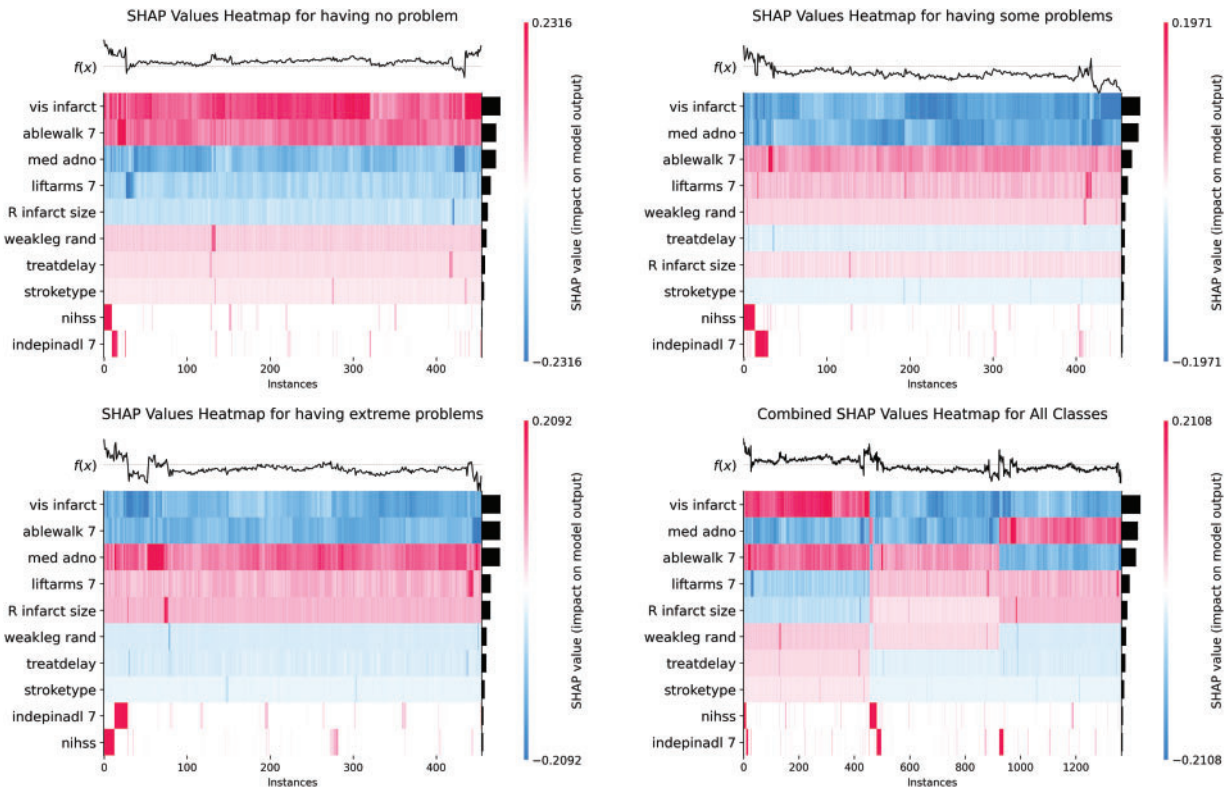 SHAP Values Heatmap for having no problem
0.2316
f(x)
vis infarct
ablewalk 7
med adno
liftarms 7
R infarct size
weakleg rand
treatdelay
stroketype
nihss
indepinadl 7
0 100 200 300 400
Instances
−0.2316
SHAP value (impact on model output)
SHAP Values Heatmap for having some problems
0.1971
f(x)
vis infarct
med adno
ablewalk 7
liftarms 7
weakleg rand
treatdelay
R infarct size
stroketype
nihss
indepinadl 7
0 100 200 300 400
Instances
−0.1971
SHAP value (impact on model output)
SHAP Values Heatmap for having extreme problems
0.2092
f(x)
vis infarct
ablewalk 7
med adno
liftarms 7
R infarct size
weakleg rand
treatdelay
stroketype
indepinadl 7
nihss
0 100 200 300 400
Instances
−0.2092
SHAP value (impact on model output)
Combined SHAP Values Heatmap for All Classes
0.2108
f(x)
vis infarct
med adno
ablewalk 7
liftarms 7
R infarct size
weakleg rand
treatdelay
stroketype
nihss
indepinadl 7
0 200 400 600 800 1000 1200
Instances
−0.2108
SHAP value (impact on model output)